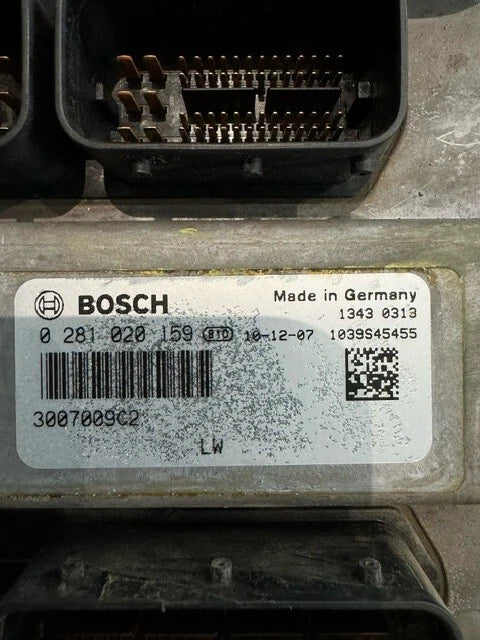 BOSCH
Made in Germany
1343 0313
0 281 020 159 10-12-07 1039S45455
3007009C2
LW